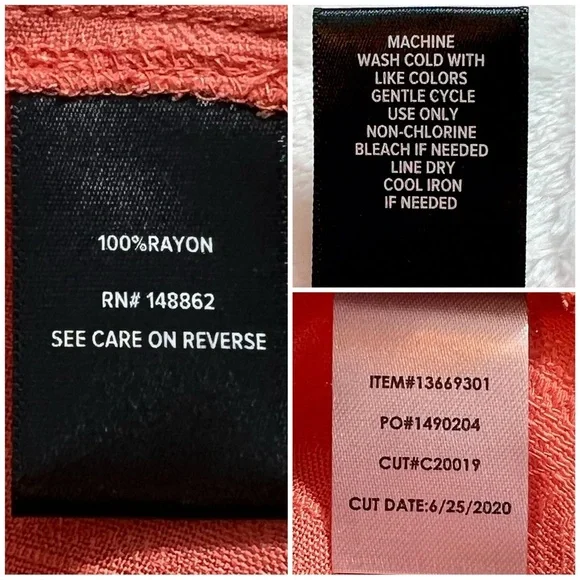 100%RAYON
RN# 148862
SEE CARE ON REVERSE
MACHINE
WASH COLD WITH
LIKE COLORS
GENTLE CYCLE
USE ONLY
NON-CHLORINE
BLEACH IF NEEDED
LINE DRY
COOL IRON
IF NEEDED
ITEM#13669301
PO#1490204
CUT#C20019
CUT DATE:6/25/2020